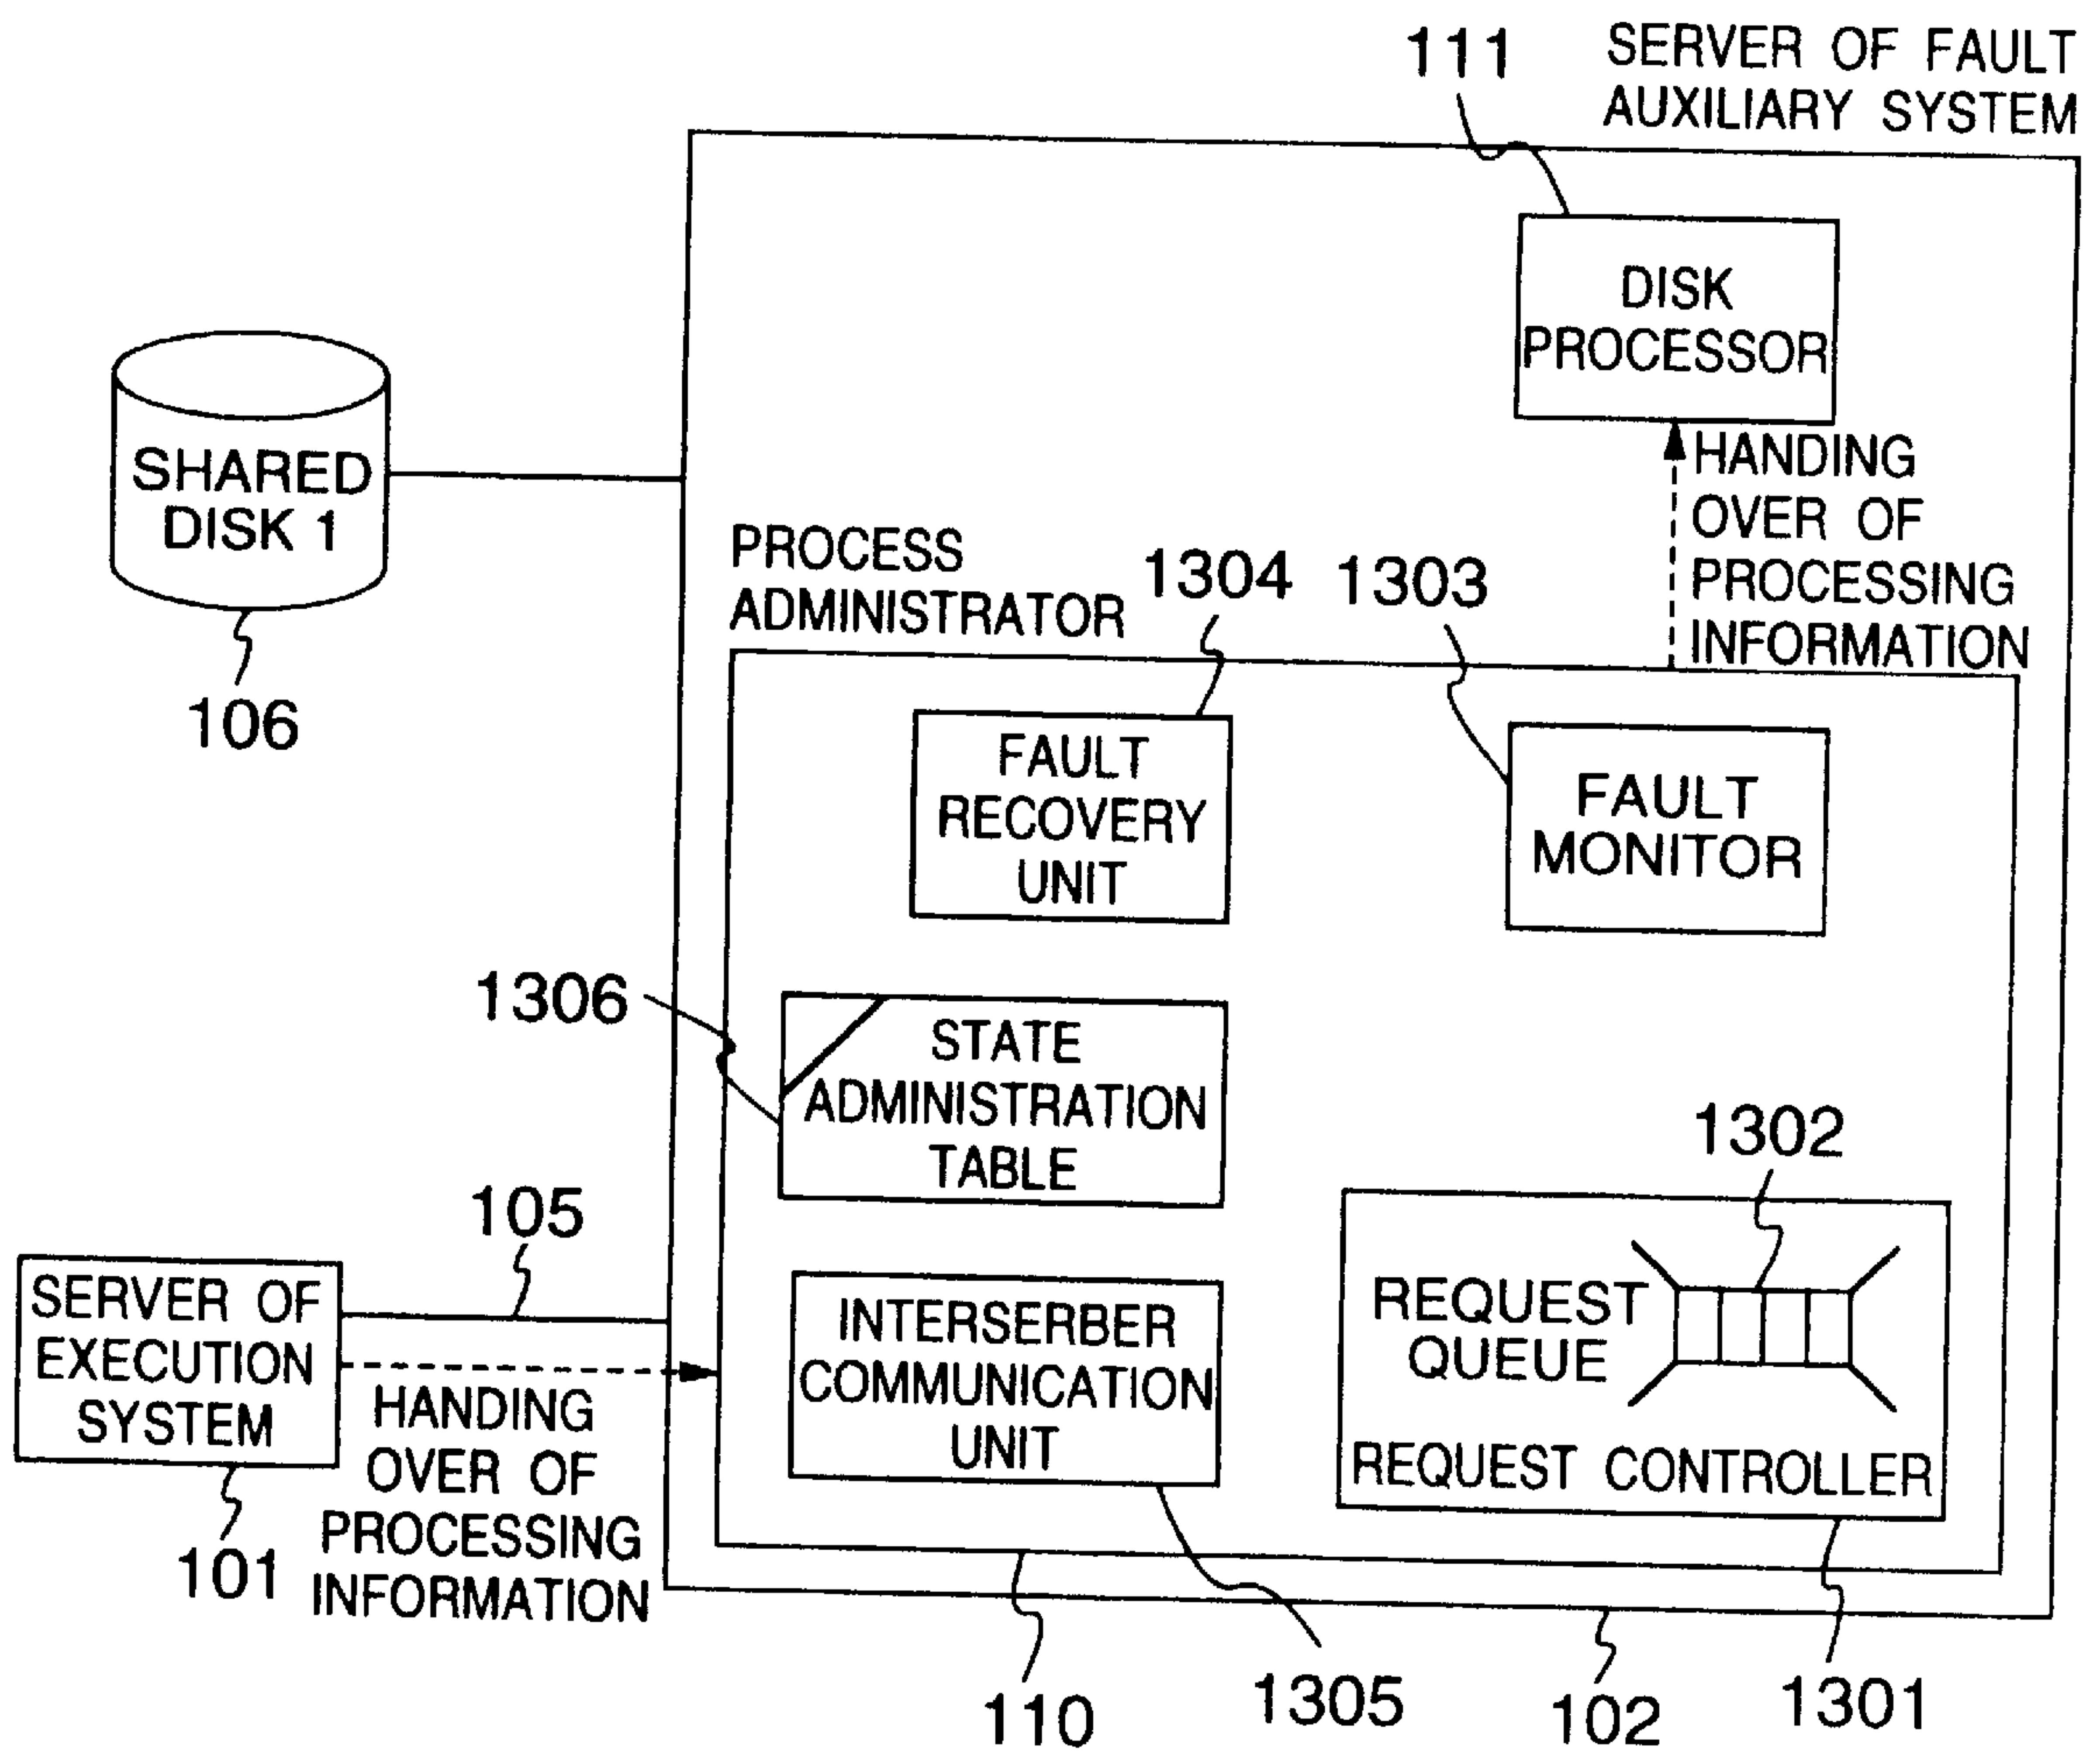 111
SERVER OF FAULT
AUXILIARY SYSTEM
DISK
PROCESSOR
HANDING
OVER OF
PROCESSING
INFORMATION
SHARED
DISK 1
106
PROCESS
ADMINISTRATOR
1304
1303
FAULT
RECOVERY
UNIT
FAULT
MONITOR
1306
STATE
ADMINISTRATION
TABLE
1302
105
SERVER OF
EXECUTION
SYSTEM
101
HANDING
OVER OF
PROCESSING
INFORMATION
INTERSERBER
COMMUNICATION
UNIT
REQUEST
QUEUE
REQUEST CONTROLLER
110
1305
102
1301